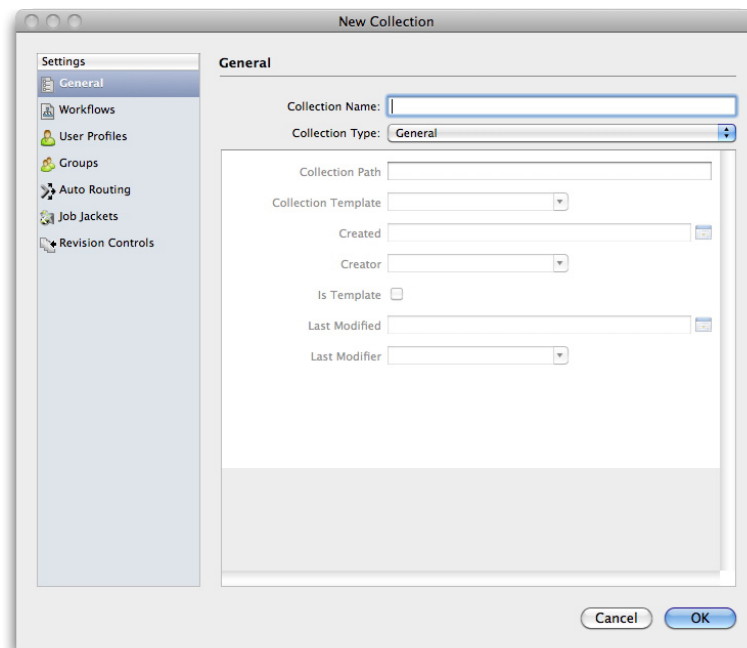 New Collection
Settings
General
Workflows
User Profiles
Groups
Auto Routing
Job Jackets
Revision Controls
General
Collection Name:
Collection Type: General
Collection Path
Collection Template
Created
Creator
Is Template
Last Modified
Last Modifier
Cancel OK